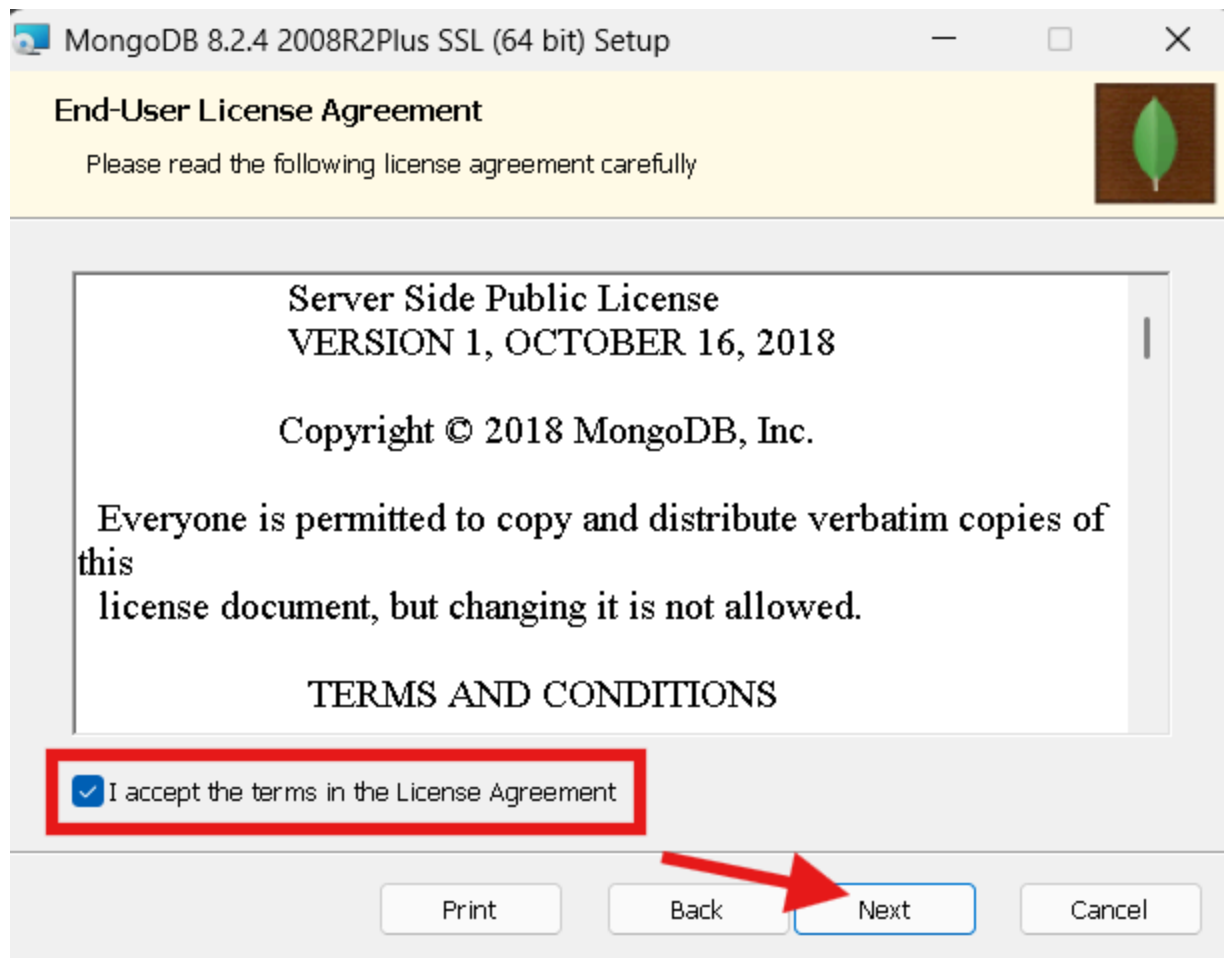 MongoDB 8.2.4 2008R2Plus SSL (64 bit) Setup
End-User License Agreement
Please read the following license agreement carefully
Server Side Public License
VERSION 1, OCTOBER 16, 2018
Copyright © 2018 MongoDB, Inc.
Everyone is permitted to copy and distribute verbatim copies of
this
license document, but changing it is not allowed.
TERMS AND CONDITIONS
I accept the terms in the License Agreement
Print Back Next Cancel